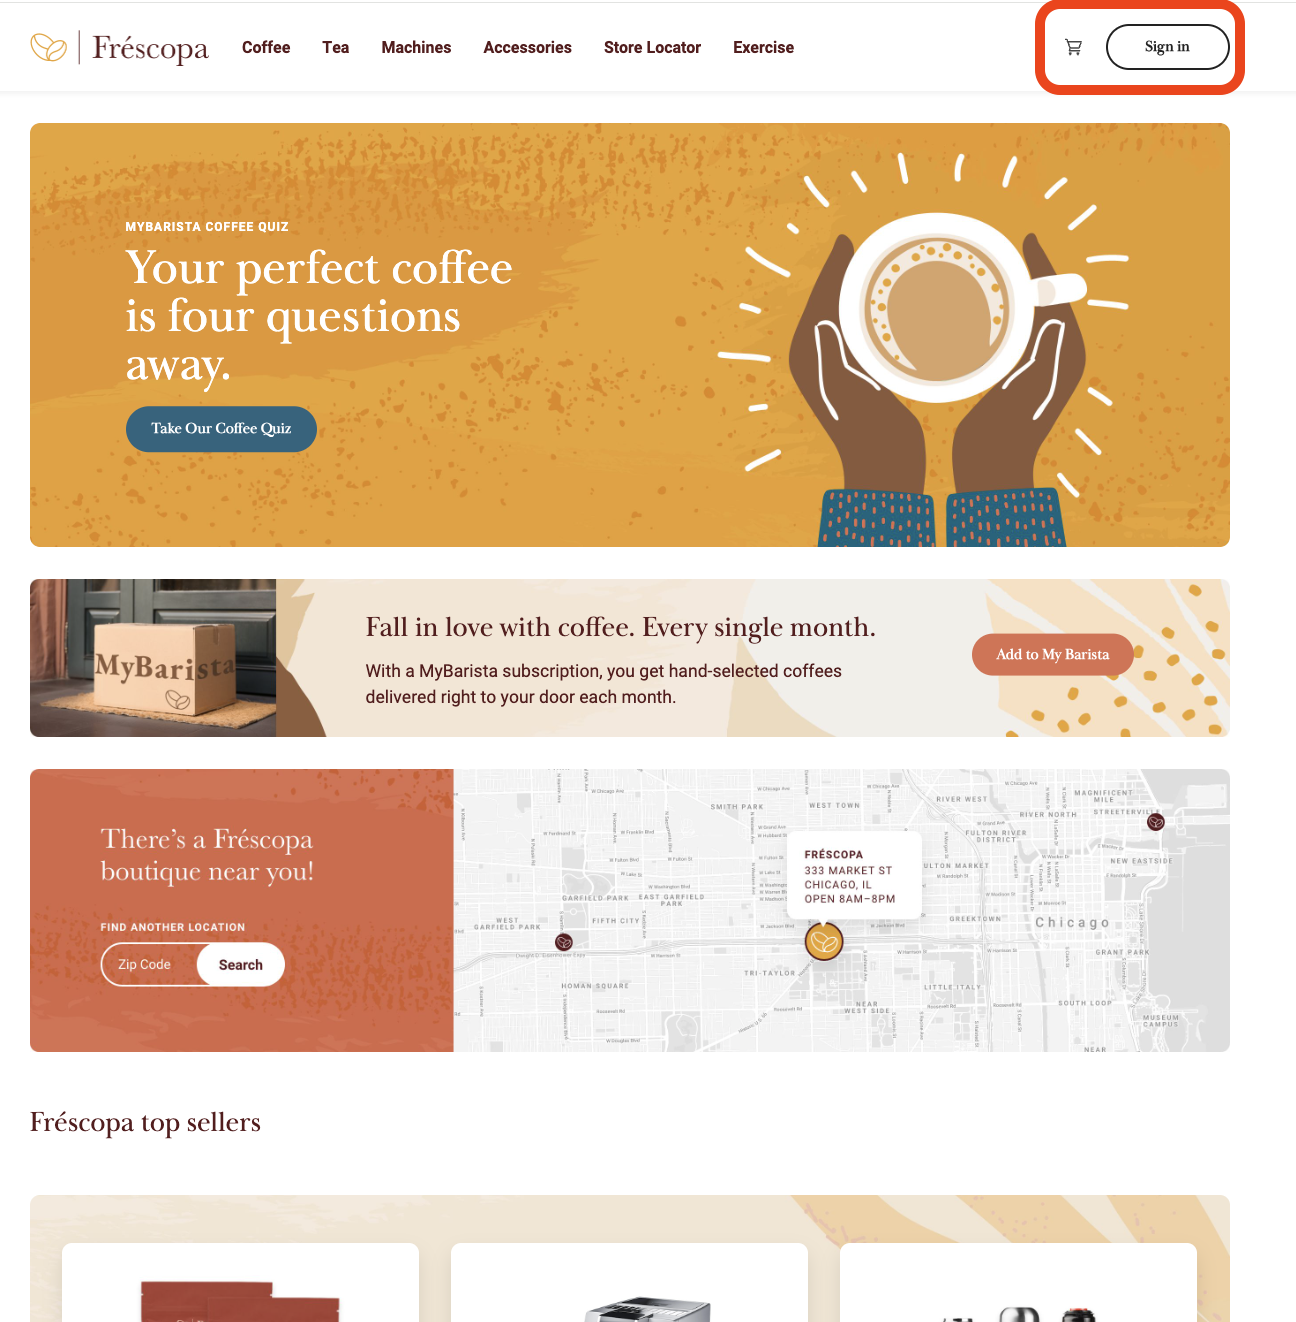 Fréscopa
Coffee
Tea
Machines
Accessories
Store Locator
Exercise
Sign in
MYBARISTA COFFEE QUIZ
Your perfect coffee
is four questions
away.
Take Our Coffee Quiz
MyBarista
Fall in love with coffee. Every single month.
With a MyBarista subscription, you get hand-selected coffees
delivered right to your door each month.
Add to My Barista
There's a Fréscopa
boutique near you!
FIND ANOTHER LOCATION
Zip Code
Search
SMITH PARK
WEST TOWN
RIVER WEST
RIVER NORTH
MAGNIFICENT
MILE
STREETERVILLE
FULTON RIVER
DISTRICT
ULTON MARKET
NEW EASTSIDE
FRÉSCOPA
333 MARKET ST
CHICAGO, IL
OPEN 8AM–8PM
GARFIELD PARK
EAST GARFIELD
PARK
WEST
GARFIELD PARK
FIFTH CITY
GREEKTOWN
Chicago
GRANT PARK
TRI-TAYLOR
HOMAN SQUARE
LITTLE ITALY
NEAR
WEST SIDE
SOUTH LOOP
MUSEUM
CAMPUS
NEAR
Fréscopa top sellers